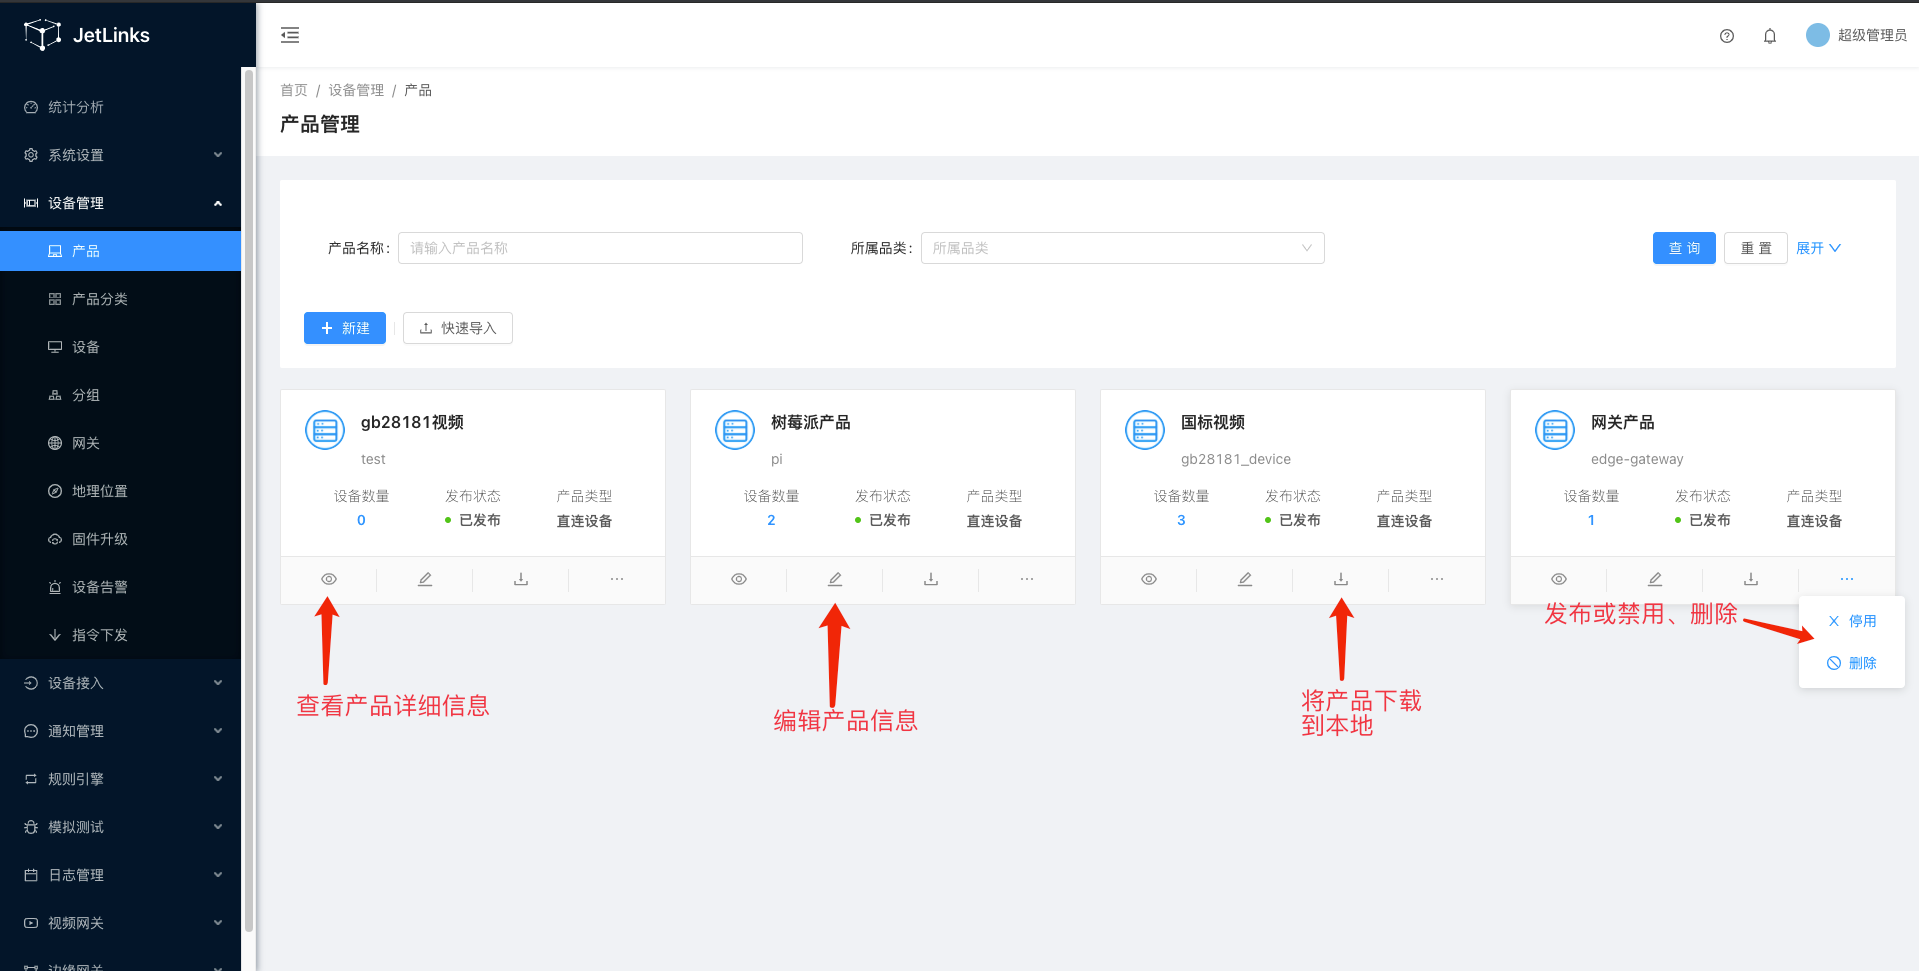 JetLinks
超级管理员
统计分析
系统设置
设备管理
产品
产品分类
设备
分组
网关
地理位置
固件升级
设备告警
指令下发
设备接入
通知管理
规则引擎
模拟测试
日志管理
视频网关
边缘网关
首页 / 设备管理 / 产品
产品管理
产品名称: 请输入产品名称 所属品类: 所属品类 查 询 重 置 展开
新建 快速导入
gb28181视频
test
设备数量 发布状态 产品类型
0 已发布 直连设备
树莓派产品
pi
设备数量 发布状态 产品类型
2 已发布 直连设备
国标视频
gb28181_device
设备数量 发布状态 产品类型
3 已发布 直连设备
网关产品
edge-gateway
设备数量 发布状态 产品类型
1 已发布 直连设备
查看产品详细信息
编辑产品信息
将产品下载
到本地
发布或禁用、删除
停用
删除